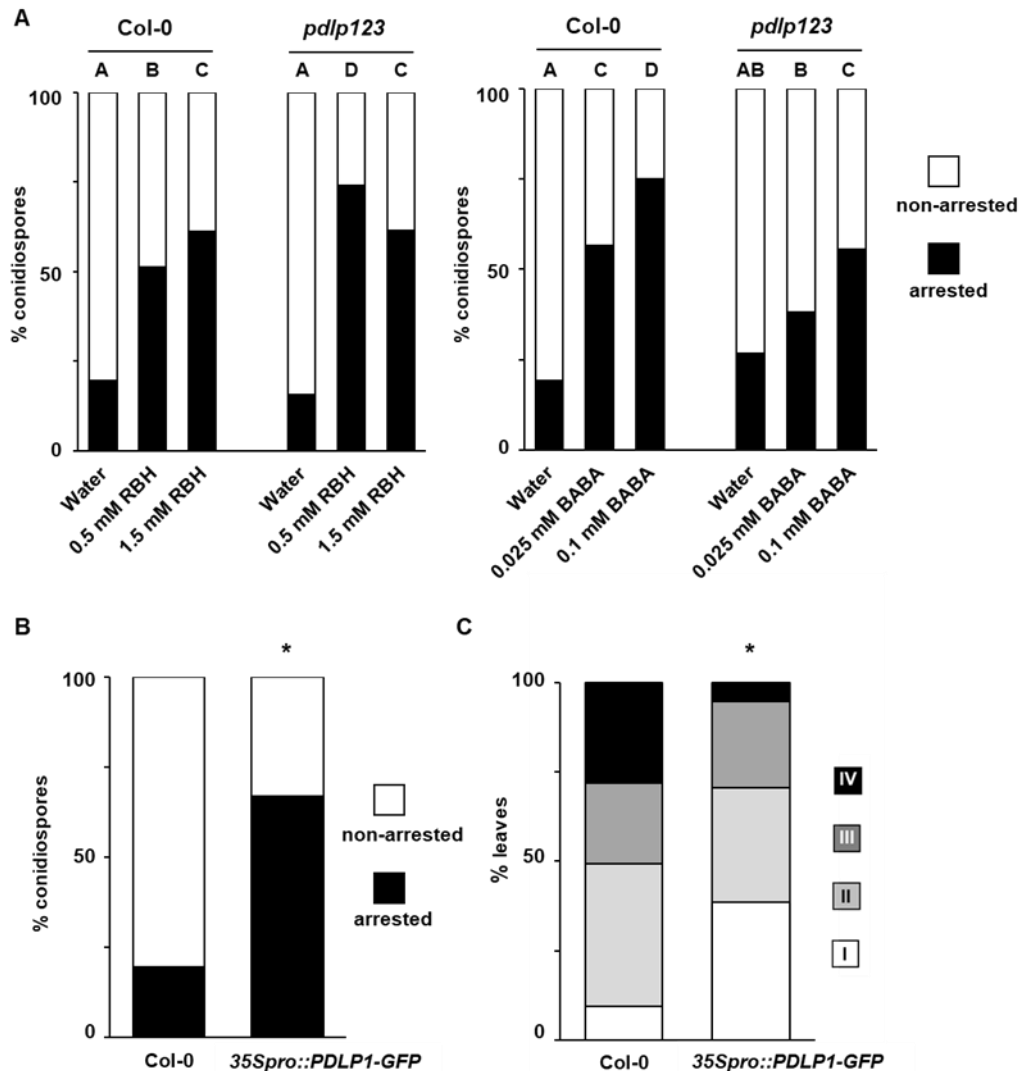 A
Col-0 pdlp123 Col-0 pdlp123
A B C A D C A C D AB B C
100 100
50 50
0 0
% conidiospores % conidiospores
Water 0.5 mM RBH 1.5 mM RBH Water 0.5 mM RBH 1.5 mM RBH Water 0.025 mM BABA 0.1 mM BABA Water 0.025 mM BABA 0.1 mM BABA
non-arrested
arrested
B
*
100
50
0
% conidiospores
non-arrested
arrested
Col-0 35Spro::PDLP1-GFP
C
*
100
50
0
% leaves
IV
III
II
I
Col-0 35Spro::PDLP1-GFP